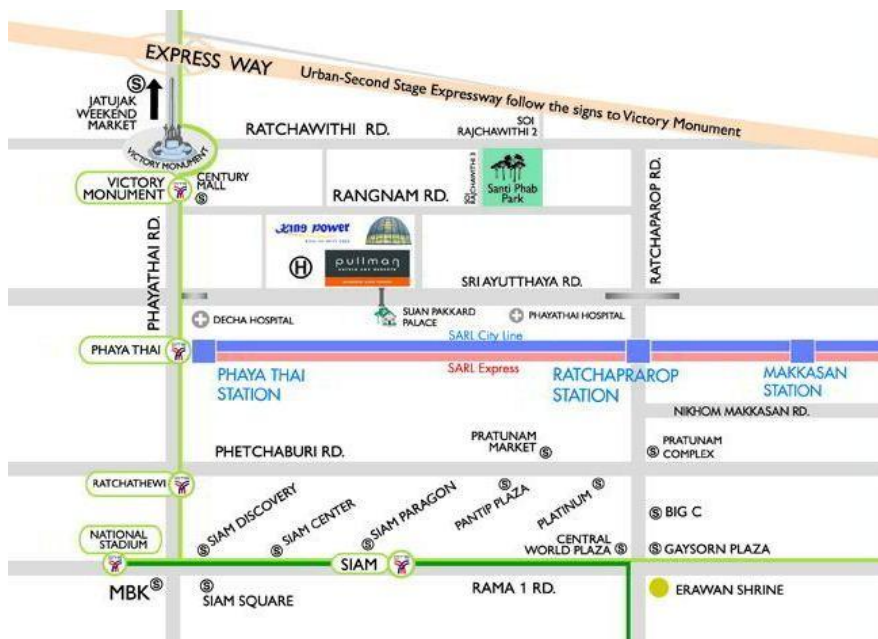 EXPRESS WAY
Urban-Second Stage Expressway follow the signs to Victory Monument
S
JATUJAK
WEEKEND
MARKET
RATCHAWITHI RD.
SOI
RAJCHAWITHI 2
VICTORY MONUMENT
VICTORY
MONUMENT
CENTURY
MALL
S
RANGNAM RD.
SOI
RAJCHAWITHI 3
Santi Phab
Park
RATCHAPAROP RD.
PHAYATHAI RD.
king power
H
pullman
SRI AYUTTHAYA RD.
DECHA HOSPITAL
SUAN PAKKARD
PALACE
PHAYATHAI HOSPITAL
SARL City Line
PHAYA THAI
SARL Express
PHAYA THAI
STATION
RATCHAPRAROP
STATION
MAKKASAN
STATION
NIKHOM MAKKASAN RD.
PHETCHABURI RD.
PRATUNAM
MARKET
S
S
PRATUNAM
COMPLEX
RATCHATHEWI
SIAM DISCOVERY
S
SIAM CENTER
S
SIAM PARAGON
S
PANTIP PLAZA
S
PLATINUM
S
S
BIG C
NATIONAL
STADIUM
CENTRAL
WORLD PLAZA
S
S
GAYSORN PLAZA
SIAM
MBK
S
S
SIAM SQUARE
RAMA 1 RD.
ERAWAN SHRINE